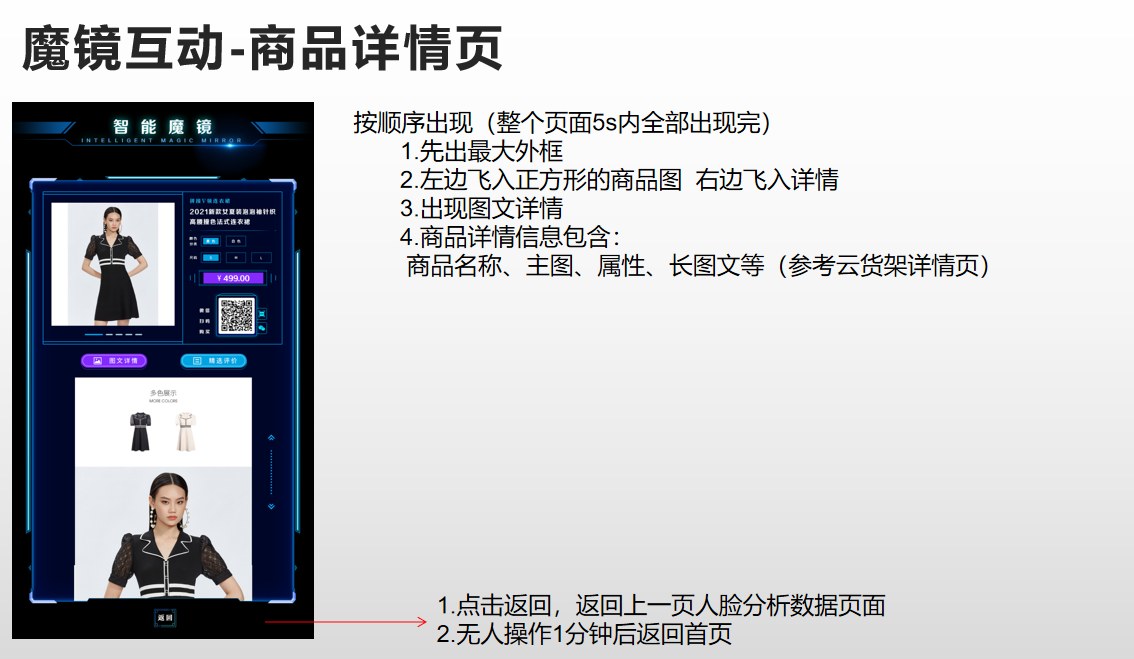 魔镜互动-商品详情页
智能魔镜
INTELLIGENT MAGIC MIRROR
按顺序出现（整个页面5s内全部出现完）
1.先出最大外框
2.左边飞入正方形的商品图 右边飞入详情
3.出现图文详情
4.商品详情信息包含：
商品名称、主图、属性、长图文等（参考云货架详情页）
2021新款女夏装泡泡袖针织
高腰撞色法式连衣裙
尺码
S
M
L
¥ 499.00
微信
扫码
购买
图文详情
精选评价
多色展示
MORE COLORS
返回
1.点击返回，返回上一页人脸分析数据页面
2.无人操作1分钟后返回首页